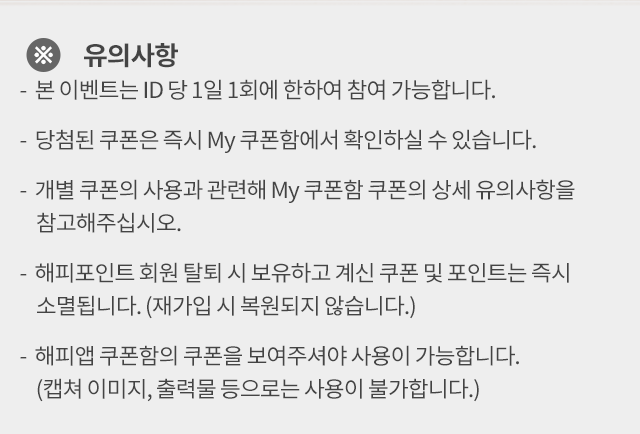 ※ 유의사항
- 본 이벤트는 ID 당 1일 1회에 한하여 참여 가능합니다.
- 당첨된 쿠폰은 즉시 My 쿠폰함에서 확인하실 수 있습니다.
- 개별 쿠폰의 사용과 관련해 My 쿠폰함 쿠폰의 상세 유의사항을
참고해주십시오.
- 해피포인트 회원 탈퇴 시 보유하고 계신 쿠폰 및 포인트는 즉시
소멸됩니다. (재가입 시 복원되지 않습니다.)
- 해피앱 쿠폰함의 쿠폰을 보여주셔야 사용이 가능합니다.
(캡쳐 이미지, 출력물 등으로는 사용이 불가합니다.)